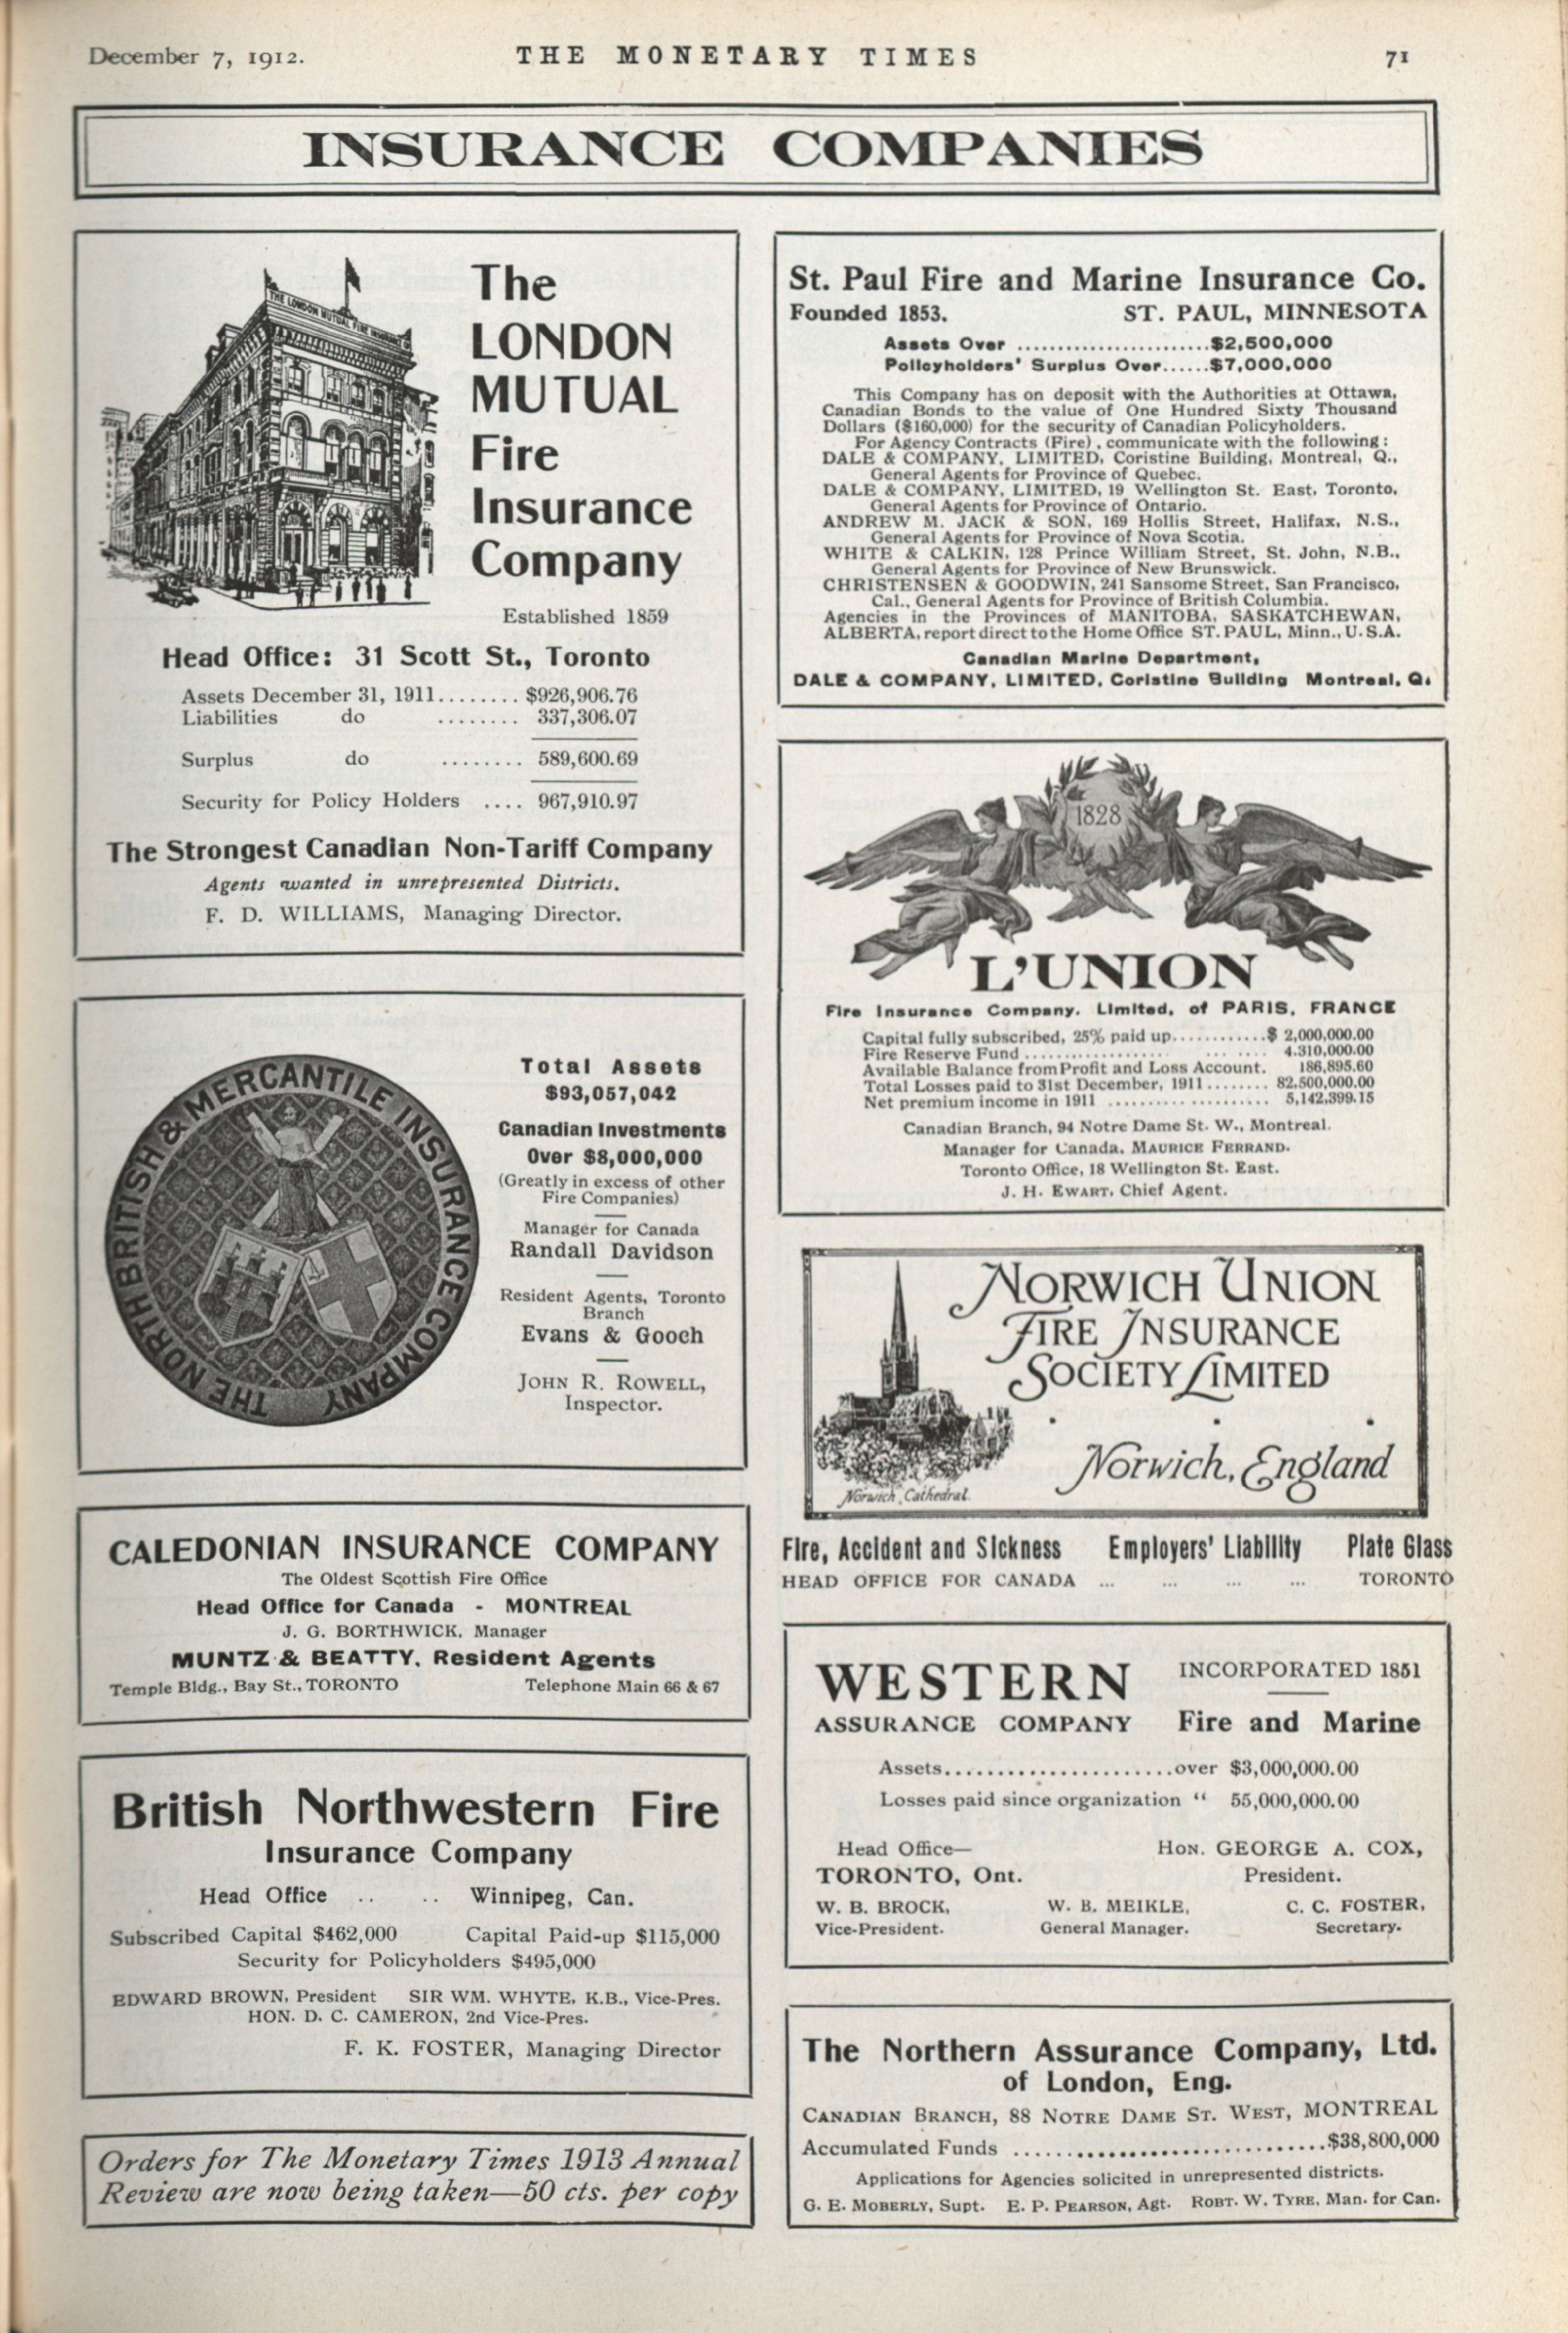 December 7, 1912.
THE MONETARY TIMES
71
INSURANCE COMPANIES
THE LONDON MUTUAL FIRE INSURANCE
The
LONDON
MUTUAL
Fire
Insurance
Company
Established 1859
Head Office: 31 Scott St., Toronto
Assets December 31, 1911........ $926,906.76
Liabilities do ........ 337,306.07
Surplus do ........ 589,600.69
Security for Policy Holders .... 967,910.97
The Strongest Canadian Non-Tariff Company
Agents wanted in unrepresented Districts.
F. D. WILLIAMS, Managing Director.
THE NORTH BRITISH & MERCANTILE INSURANCE COMPANY
Total Assets
$93,057,042
Canadian Investments
Over $8,000,000
(Greatly in excess of other
Fire Companies)
Manager for Canada
Randall Davidson
Resident Agents, Toronto
Branch
Evans & Gooch
JOHN R. ROWELL,
Inspector.
CALEDONIAN INSURANCE COMPANY
The Oldest Scottish Fire Office
Head Office for Canada - MONTREAL
J. G. BORTHWICK, Manager
MUNTZ & BEATTY, Resident Agents
Temple Bldg., Bay St., TORONTO Telephone Main 66 & 67
British Northwestern Fire
Insurance Company
Head Office .. .. Winnipeg, Can.
Subscribed Capital $462,000 Capital Paid-up $115,000
Security for Policyholders $495,000
EDWARD BROWN, President SIR WM. WHYTE, K.B., Vice-Pres.
HON. D. C. CAMERON, 2nd Vice-Pres.
F. K. FOSTER, Managing Director
Orders for The Monetary Times 1913 Annual
Review are now being taken—50 cts. per copy
St. Paul Fire and Marine Insurance Co.
Founded 1853. ST. PAUL, MINNESOTA
Assets Over ........................$2,500,000
Policyholders' Surplus Over......$7,000,000
This Company has on deposit with the Authorities at Ottawa,
Canadian Bonds to the value of One Hundred Sixty Thousand
Dollars ($160,000) for the security of Canadian Policyholders.
For Agency Contracts (Fire), communicate with the following:
DALE & COMPANY, LIMITED, Coristine Building, Montreal, Q.,
General Agents for Province of Quebec.
DALE & COMPANY, LIMITED, 19 Wellington St. East, Toronto,
General Agents for Province of Ontario.
ANDREW M. JACK & SON, 169 Hollis Street, Halifax, N.S.,
General Agents for Province of Nova Scotia.
WHITE & CALKIN, 128 Prince William Street, St. John, N.B.,
General Agents for Province of New Brunswick.
CHRISTENSEN & GOODWIN, 241 Sansome Street, San Francisco,
Cal., General Agents for Province of British Columbia.
Agencies in the Provinces of MANITOBA, SASKATCHEWAN,
ALBERTA, report direct to the Home Office ST. PAUL, Minn., U.S.A.
Canadian Marine Department,
DALE & COMPANY, LIMITED, Coristine Building Montreal, Q.
1828
L'UNION
Fire Insurance Company, Limited, of PARIS, FRANCE
Capital fully subscribed, 25% paid up............$ 2,000,000.00
Fire Reserve Fund .................. ... .... 4,310,000.00
Available Balance from Profit and Loss Account. 186,895.60
Total Losses paid to 31st December, 1911........ 82,500,000.00
Net premium income in 1911 .................... 5,142,399.15
Canadian Branch, 94 Notre Dame St. W., Montreal.
Manager for Canada, MAURICE FERRAND.
Toronto Office, 18 Wellington St. East.
J. H. EWART, Chief Agent.
NORWICH UNION
FIRE INSURANCE
SOCIETY LIMITED
Norwich, England
Norwich Cathedral.
Fire, Accident and Sickness Employers' Liability Plate Glass
HEAD OFFICE FOR CANADA ... ... ... ... TORONTO
WESTERN INCORPORATED 1851
ASSURANCE COMPANY Fire and Marine
Assets.......................over $3,000,000.00
Losses paid since organization “ 55,000,000.00
Head Office— HON. GEORGE A. COX,
TORONTO, Ont. President.
W. B. BROCK, W. B. MEIKLE, C. C. FOSTER,
Vice-President. General Manager. Secretary.
The Northern Assurance Company, Ltd.
of London, Eng.
CANADIAN BRANCH, 88 NOTRE DAME ST. WEST, MONTREAL
Accumulated Funds ..................................$38,800,000
Applications for Agencies solicited in unrepresented districts.
G. E. MOBERLY, Supt. E. P. PEARSON, Agt. ROBT. W. TYRE, Man. for Can.